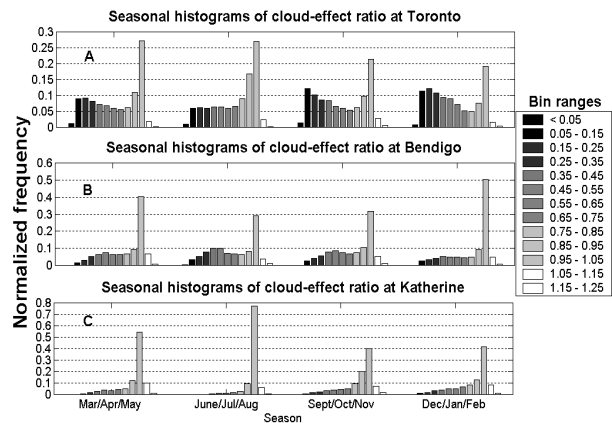 Seasonal histograms of cloud-effect ratio at Toronto
0.3
0.25
0.2
0.15
0.1
0.05
0
A
Seasonal histograms of cloud-effect ratio at Bendigo
0.6
0.5
0.4
0.3
0.2
0.1
0
B
Seasonal histograms of cloud-effect ratio at Katherine
0.8
0.7
0.6
0.5
0.4
0.3
0.2
0.1
0
C
Normalized frequency
Mar/Apr/May June/Jul/Aug Sept/Oct/Nov Dec/Jan/Feb
Season
Bin ranges
< 0.05
0.05 - 0.15
0.15 - 0.25
0.25 - 0.35
0.35 - 0.45
0.45 - 0.55
0.55 - 0.65
0.65 - 0.75
0.75 - 0.85
0.85 - 0.95
0.95 - 1.05
1.05 - 1.15
1.15 - 1.25